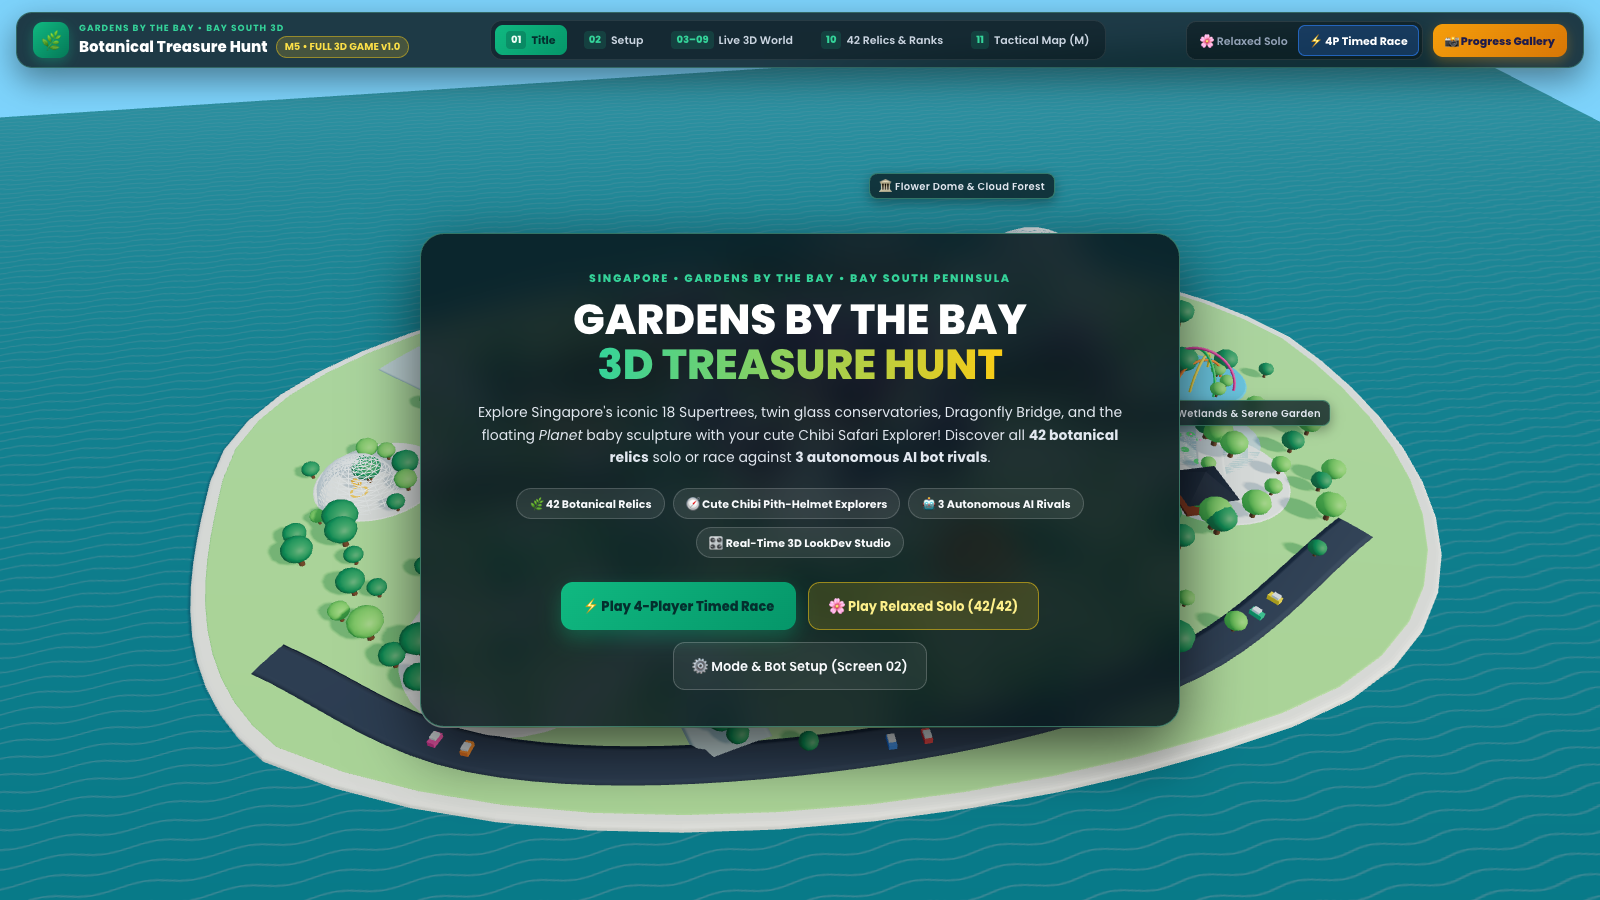 GARDENS BY THE BAY • BAY SOUTH 3D
Botanical Treasure Hunt
M5 • FULL 3D GAME v1.0
01 Title
02 Setup
03–09 Live 3D World
10 42 Relics & Ranks
11 Tactical Map (M)
Relaxed Solo
4P Timed Race
Progress Gallery
Flower Dome & Cloud Forest
SINGAPORE • GARDENS BY THE BAY • BAY SOUTH PENINSULA
GARDENS BY THE BAY
3D TREASURE HUNT
Wetlands & Serene Garden
Explore Singapore's iconic 18 Supertrees, twin glass conservatories, Dragonfly Bridge, and the
floating Planet baby sculpture with your cute Chibi Safari Explorer! Discover all 42 botanical
relics solo or race against 3 autonomous AI bot rivals.
42 Botanical Relics
Cute Chibi Pith-Helmet Explorers
3 Autonomous AI Rivals
Real-Time 3D LookDev Studio
Play 4-Player Timed Race
Play Relaxed Solo (42/42)
Mode & Bot Setup (Screen 02)